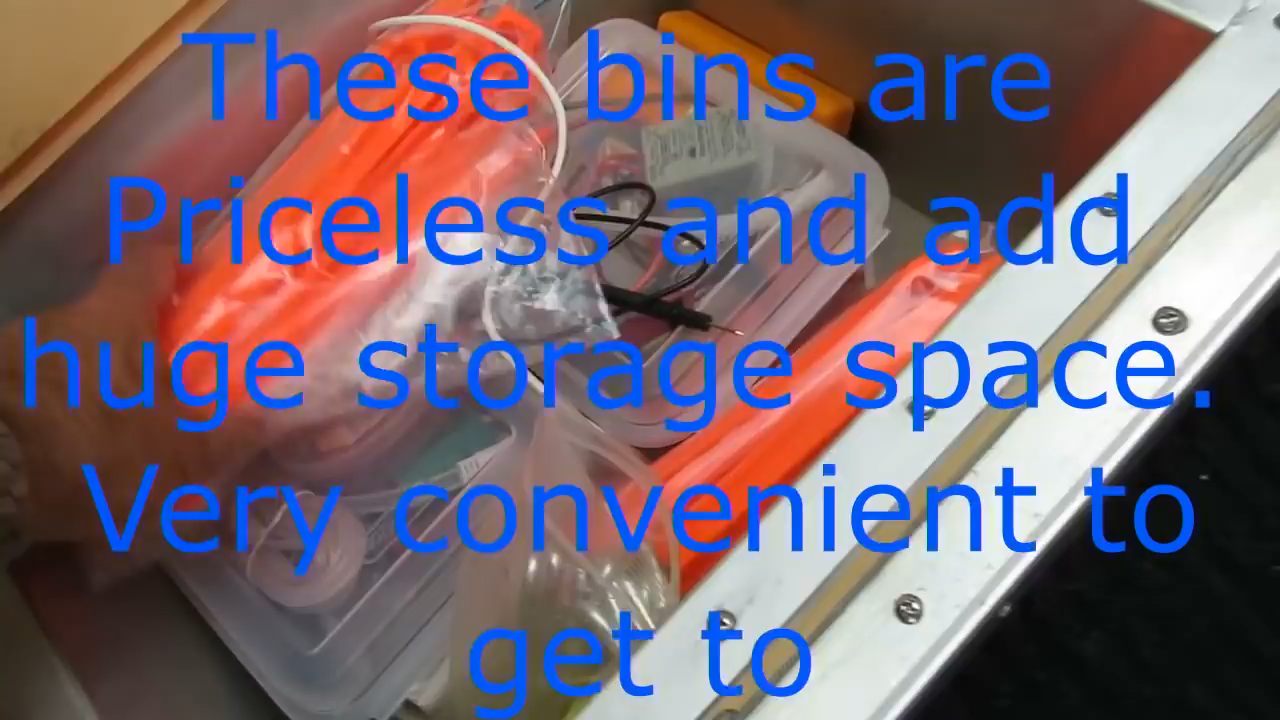 These bins are
Priceless and add
huge storage space.
Very convenient to
get to